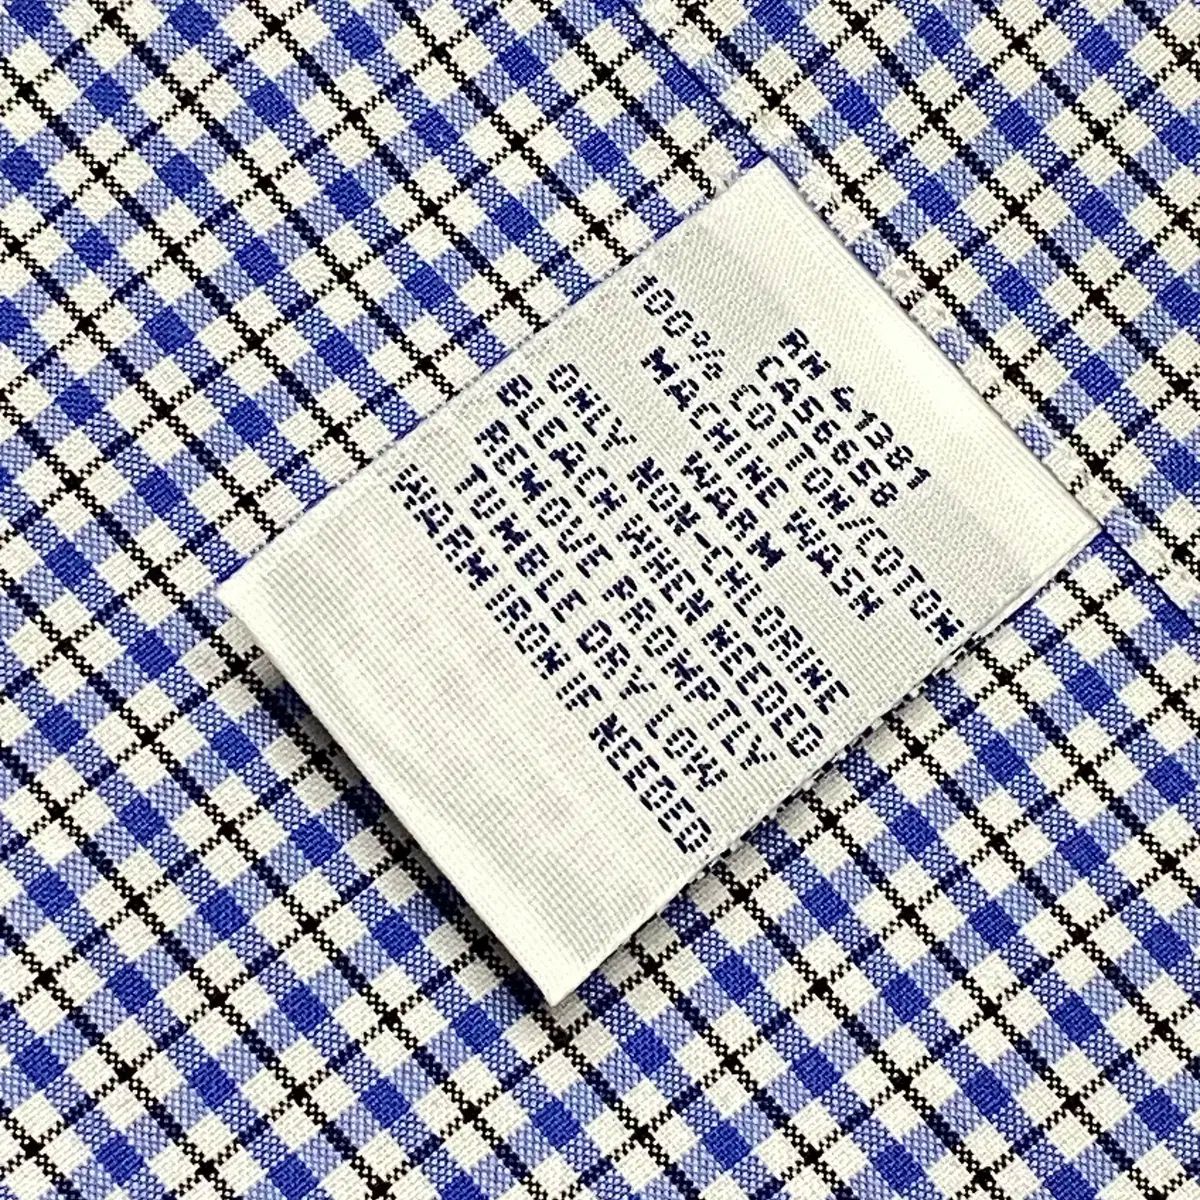 RN 41381
CA56658
100% COTTON/COTON
MACHINE WASH
WARM
ONLY NON-CHLORINE
BLEACH WHEN NEEDED
REMOVE PROMPTLY
TUMBLE DRY LOW
WARM IRON IF NEEDED